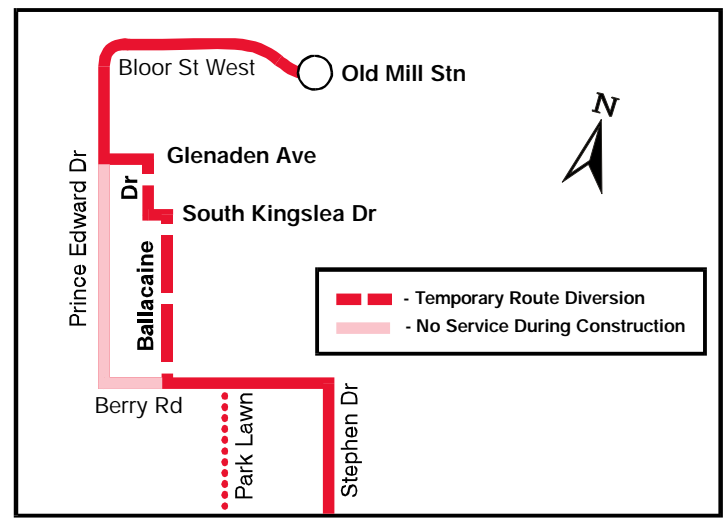 Bloor St West
Old Mill Stn
N
Glenaden Ave
Prince Edward Dr
Ballacaine Dr
South Kingslea Dr
- Temporary Route Diversion
- No Service During Construction
Berry Rd
Park Lawn
Stephen Dr